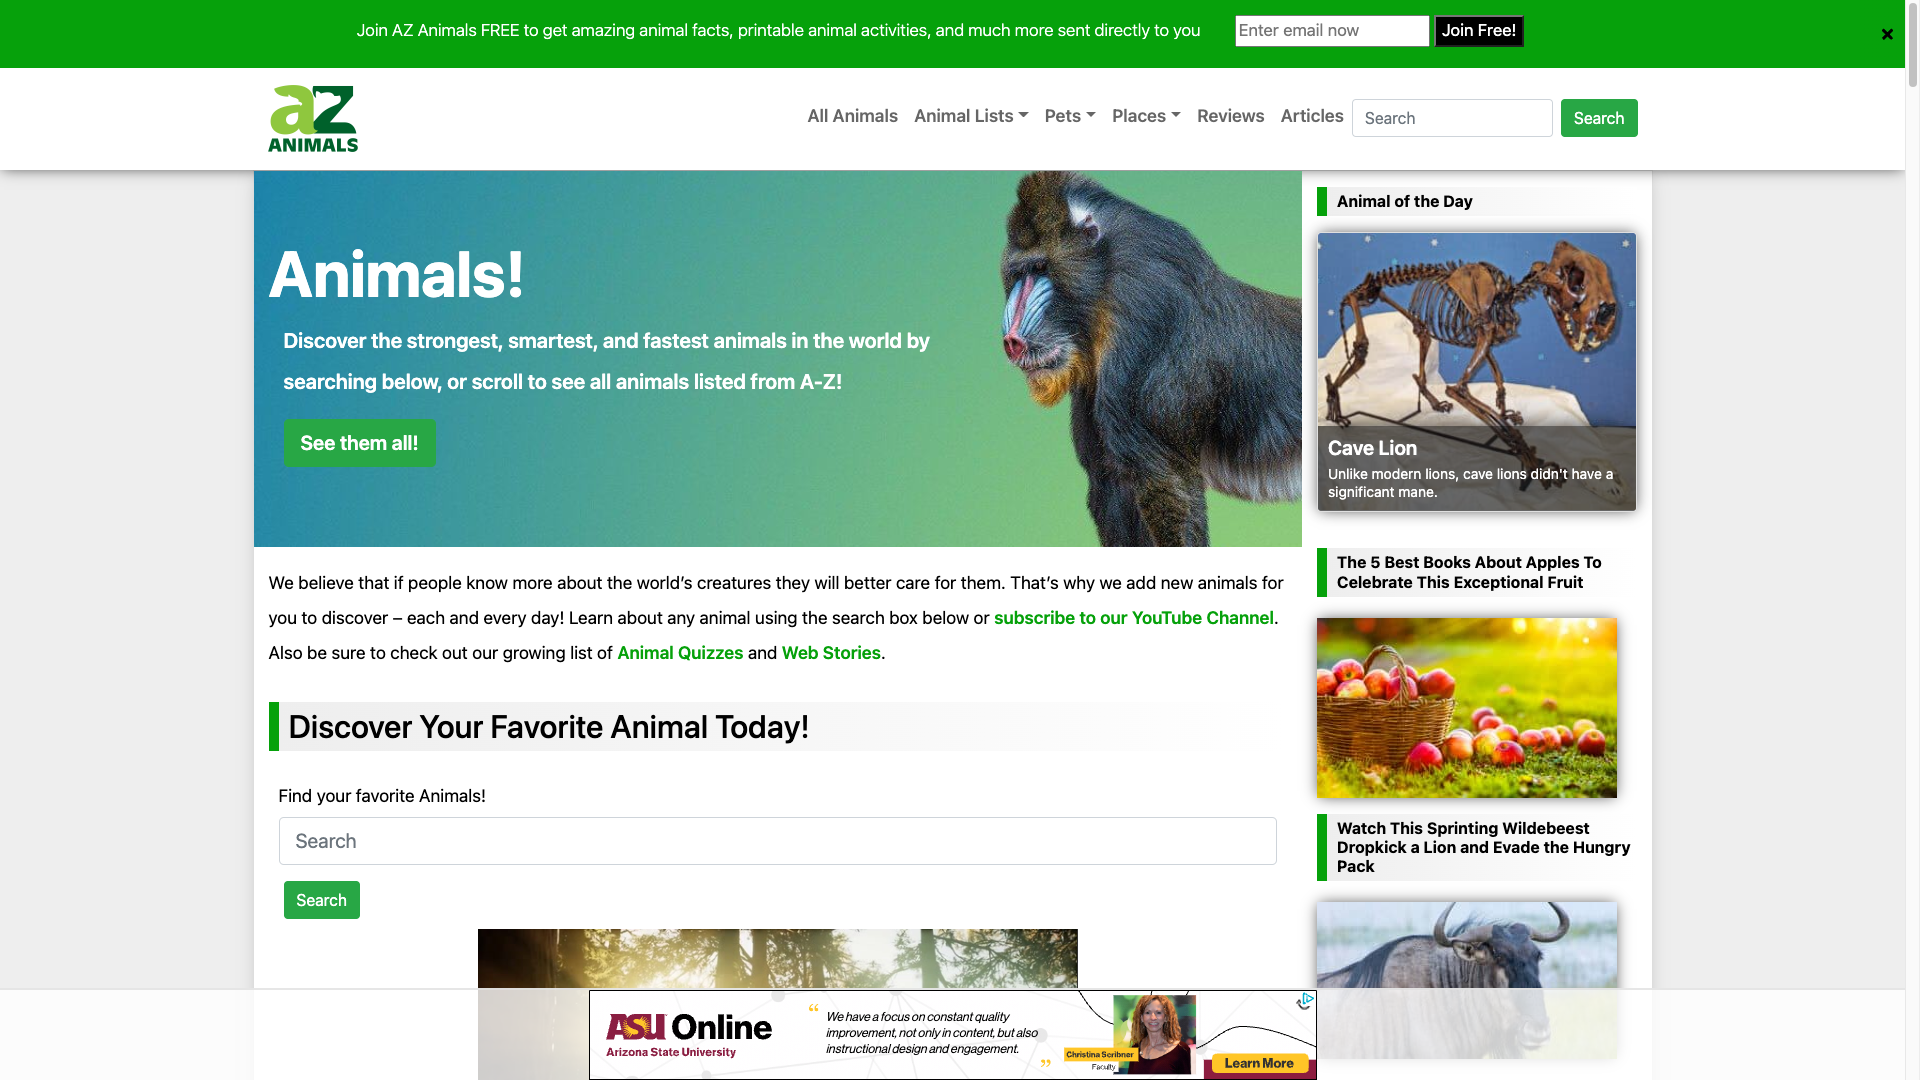 Join AZ Animals FREE to get amazing animal facts, printable animal activities, and much more sent directly to you
Enter email now
Join Free!
×
az
ANIMALS
All Animals
Animal Lists
Pets
Places
Reviews
Articles
Search
Search
Animals!
Discover the strongest, smartest, and fastest animals in the world by
searching below, or scroll to see all animals listed from A-Z!
See them all!
We believe that if people know more about the world’s creatures they will better care for them. That’s why we add new animals for
you to discover – each and every day! Learn about any animal using the search box below or subscribe to our YouTube Channel.
Also be sure to check out our growing list of Animal Quizzes and Web Stories.
Discover Your Favorite Animal Today!
Find your favorite Animals!
Search
Search
Animal of the Day
Cave Lion
Unlike modern lions, cave lions didn't have a
significant mane.
The 5 Best Books About Apples To
Celebrate This Exceptional Fruit
Watch This Sprinting Wildebeest
Dropkick a Lion and Evade the Hungry
Pack
ASU Online
Arizona State University
“ We have a focus on constant quality
improvement, not only in content, but also
instructional design and engagement. ”
Christina Scribner
Faculty
Learn More